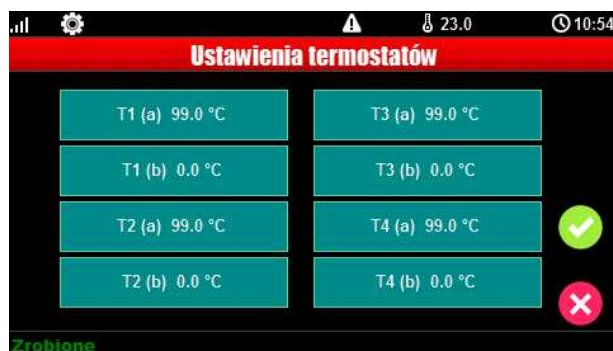 23.0 10:54
Ustawienia termostatów
T1 (a) 99.0 °C
T3 (a) 99.0 °C
T1 (b) 0.0 °C
T3 (b) 0.0 °C
T2 (a) 99.0 °C
T4 (a) 99.0 °C
T2 (b) 0.0 °C
T4 (b) 0.0 °C
Zrobione